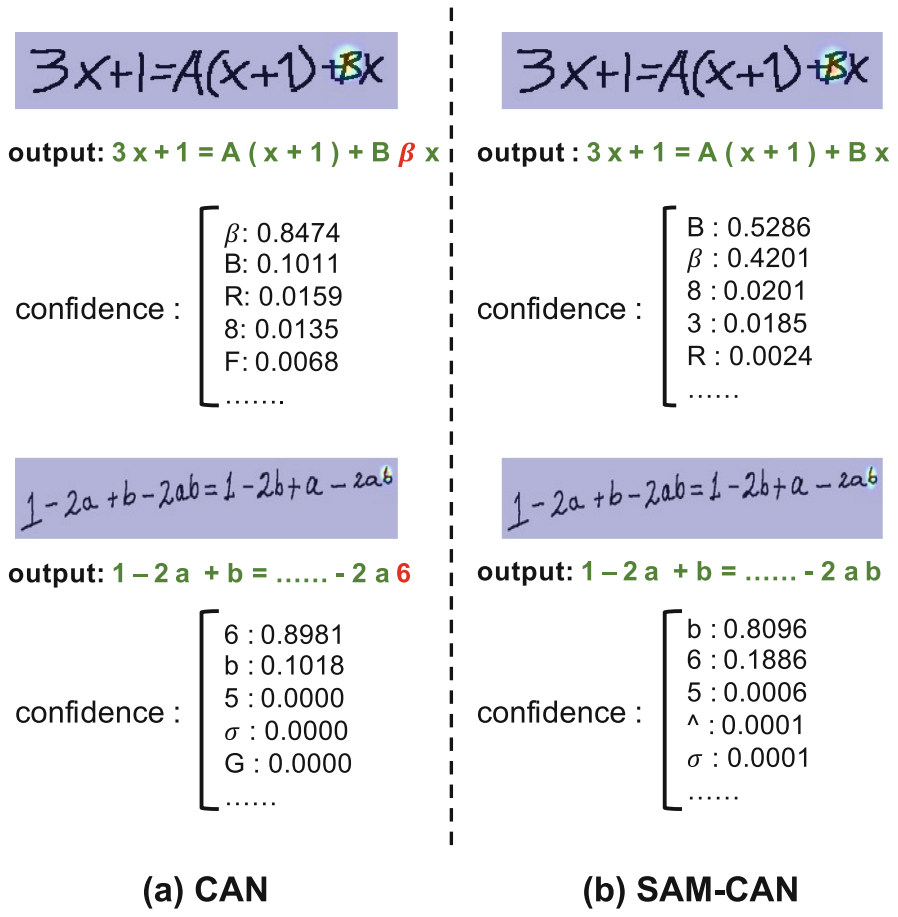 3x+1=A(x+1)+Bx
output: 3 x + 1 = A ( x + 1 ) + B β x
confidence :
β: 0.8474
B: 0.1011
R: 0.0159
8: 0.0135
F: 0.0068
.......
1-2a+b-2ab=1-2b+a-2ab
output: 1 – 2 a + b = ...... - 2 a 6
confidence :
6 : 0.8981
b : 0.1018
5 : 0.0000
σ : 0.0000
G : 0.0000
......
(a) CAN
3x+1=A(x+1)+Bx
output : 3 x + 1 = A ( x + 1 ) + B x
confidence :
B : 0.5286
β : 0.4201
8 : 0.0201
3 : 0.0185
R : 0.0024
......
1-2a+b-2ab=1-2b+a-2ab
output: 1 – 2 a + b = ...... - 2 a b
confidence :
b : 0.8096
6 : 0.1886
5 : 0.0006
^ : 0.0001
σ : 0.0001
......
(b) SAM-CAN